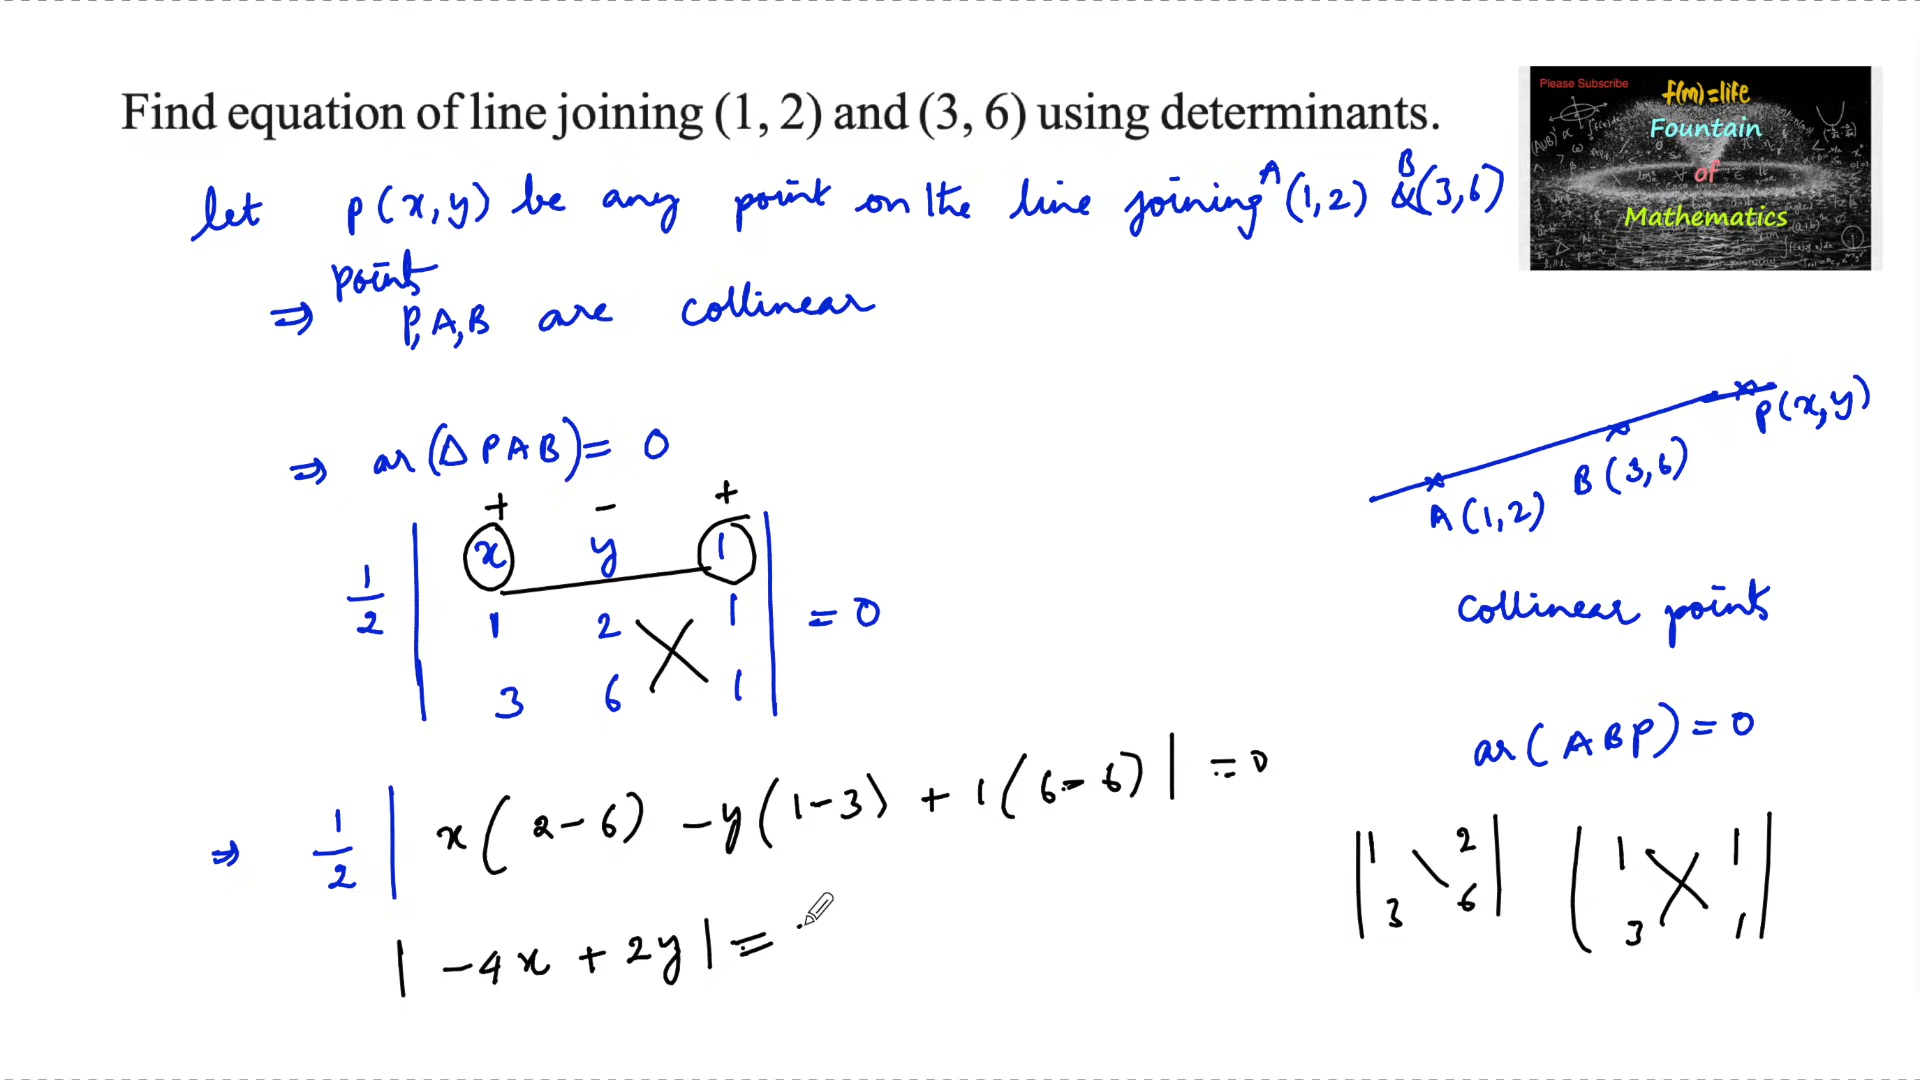 Please Subscribe
f(m)=life
Fountain
of
Mathematics
Find equation of line joining (1, 2) and (3, 6) using determinants.
let P(x,y) be any point on the line joining A(1,2) & B(3,6)
points
⇒ P,A,B are collinear
⇒ ar(Δ PAB) = 0
+ − +
x y 1
1/2 | 1 2 1 | = 0
3 6 1
⇒ 1/2 | x(2-6) -y(1-3) + 1(6-6) | = 0
| -4x + 2y | =
P(x,y)
B(3,6)
A(1,2)
collinear points
ar(ABP) = 0
1 2
3 6
1 1
3 1